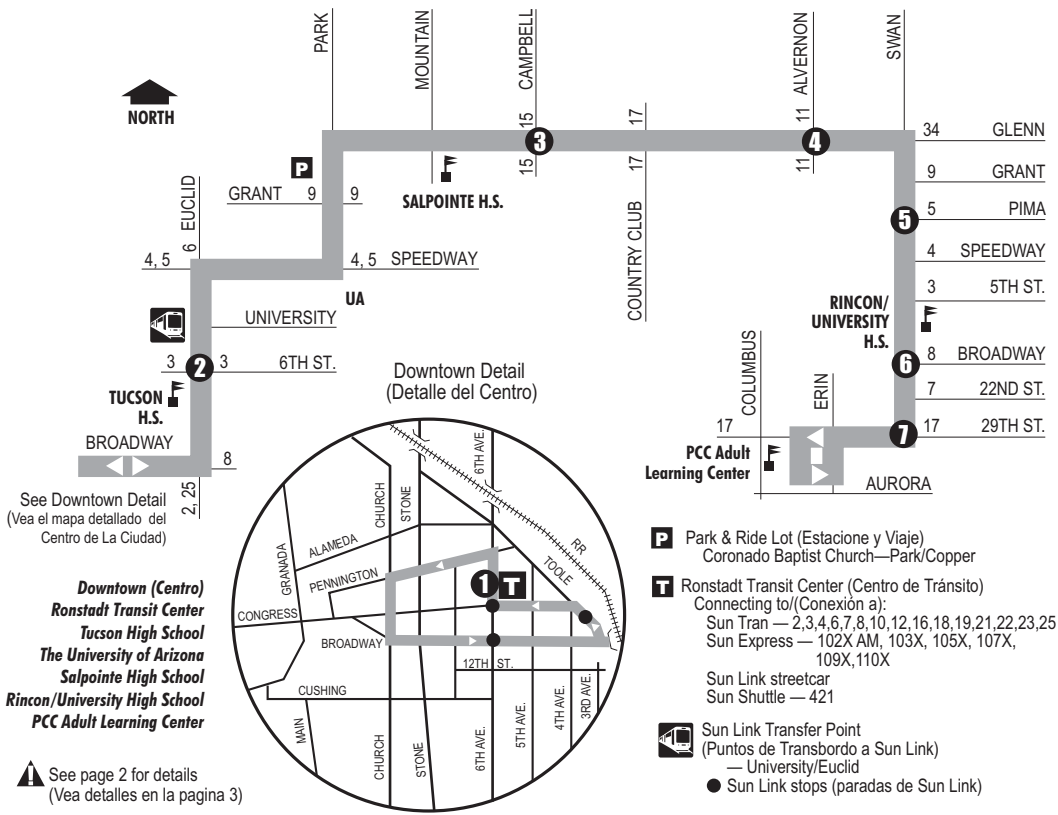 PARK
MOUNTAIN
15 CAMPBELL
17
11 ALVERNON
SWAN
NORTH
3
4
34 GLENN
15
17
11
P
9 GRANT
GRANT 9 9
SALPOINTE H.S.
6 EUCLID
COUNTRY CLUB
5 5 PIMA
4, 5
4, 5 SPEEDWAY
4 SPEEDWAY
UA
3 5TH ST.
RINCON/
UNIVERSITY
H.S.
UNIVERSITY
3 2 3 6TH ST.
6 8 BROADWAY
TUCSON
H.S.
7 22ND ST.
COLUMBUS
ERIN
BROADWAY
8
17
7 17 29TH ST.
PCC Adult
Learning Center
AURORA
2, 25
See Downtown Detail
(Vea el mapa detallado del
Centro de La Ciudad)
Downtown Detail
(Detalle del Centro)
6TH AVE.
CHURCH
STONE
RR
TOOLE
GRANADA
ALAMEDA
PENNINGTON
1 T
CONGRESS
BROADWAY
12TH ST.
CUSHING
MAIN
CHURCH
STONE
6TH AVE.
5TH AVE.
4TH AVE.
3RD AVE.
Downtown (Centro)
Ronstadt Transit Center
Tucson High School
The University of Arizona
Salpointe High School
Rincon/University High School
PCC Adult Learning Center
! See page 2 for details
(Vea detalles en la pagina 3)
P Park & Ride Lot (Estacione y Viaje)
Coronado Baptist Church—Park/Copper
T Ronstadt Transit Center (Centro de Tránsito)
Connecting to/(Conexión a):
Sun Tran — 2,3,4,6,7,8,10,12,16,18,19,21,22,23,25
Sun Express — 102X AM, 103X, 105X, 107X,
109X,110X
Sun Link streetcar
Sun Shuttle — 421
Sun Link Transfer Point
(Puntos de Transbordo a Sun Link)
— University/Euclid
Sun Link stops (paradas de Sun Link)